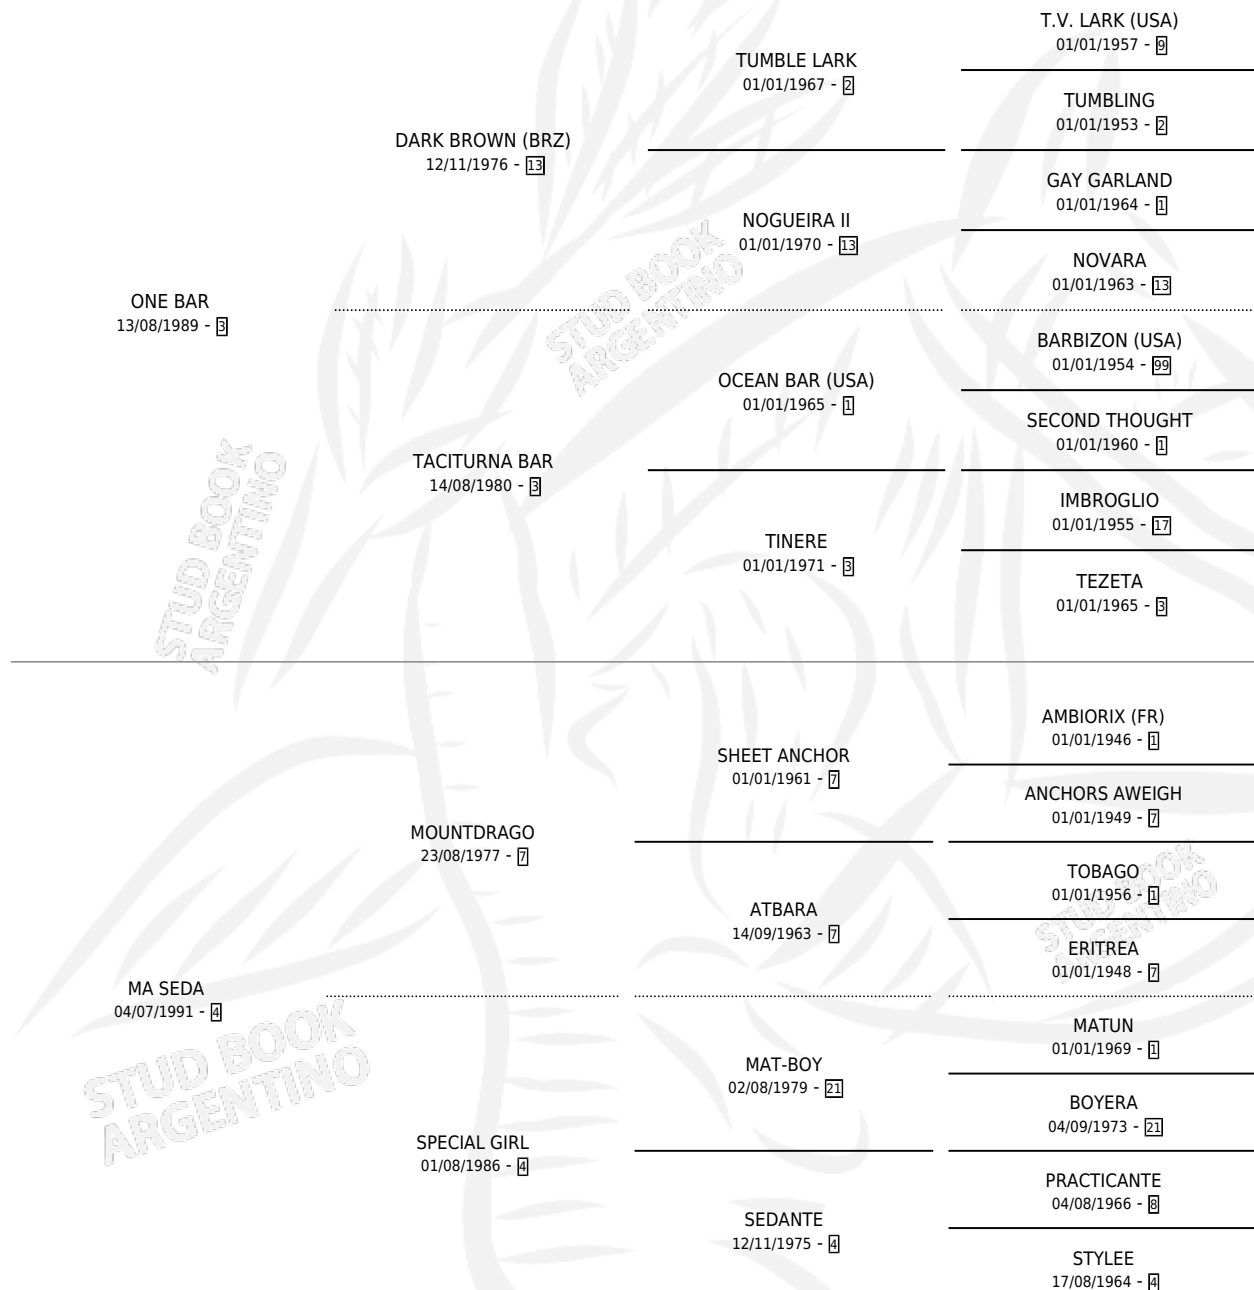 T.V. LARK (USA)
01/01/1957 - 9
TUMBLE LARK
01/01/1967 - 2
TUMBLING
01/01/1953 - 2
DARK BROWN (BRZ)
12/11/1976 - 13
GAY GARLAND
01/01/1964 - 1
NOGUEIRA II
01/01/1970 - 13
NOVARA
01/01/1963 - 13
ONE BAR
13/08/1989 - 3
STUD BOOK
ARGENTINO
BARBIZON (USA)
01/01/1954 - 99
OCEAN BAR (USA)
01/01/1965 - 1
SECOND THOUGHT
01/01/1960 - 1
TACITURNA BAR
14/08/1980 - 3
IMBROGLIO
01/01/1955 - 17
TINERE
01/01/1971 - 3
TEZETA
01/01/1965 - 3
STUD BOOK
ARGENTINO
AMBIORIX (FR)
01/01/1946 - 1
SHEET ANCHOR
01/01/1961 - 7
ANCHORS AWEIGH
01/01/1949 - 7
MOUNTDRAGO
23/08/1977 - 7
TOBAGO
01/01/1956 - 1
ATBARA
14/09/1963 - 7
ERITREA
01/01/1948 - 7
STUD BOOK
ARGENTINO
MA SEDA
04/07/1991 - 4
MATUN
01/01/1969 - 1
MAT-BOY
02/08/1979 - 21
BOYERA
04/09/1973 - 21
STUD BOOK
ARGENTINO
SPECIAL GIRL
01/08/1986 - 4
PRACTICANTE
04/08/1966 - 8
SEDANTE
12/11/1975 - 4
STYLEE
17/08/1964 - 4